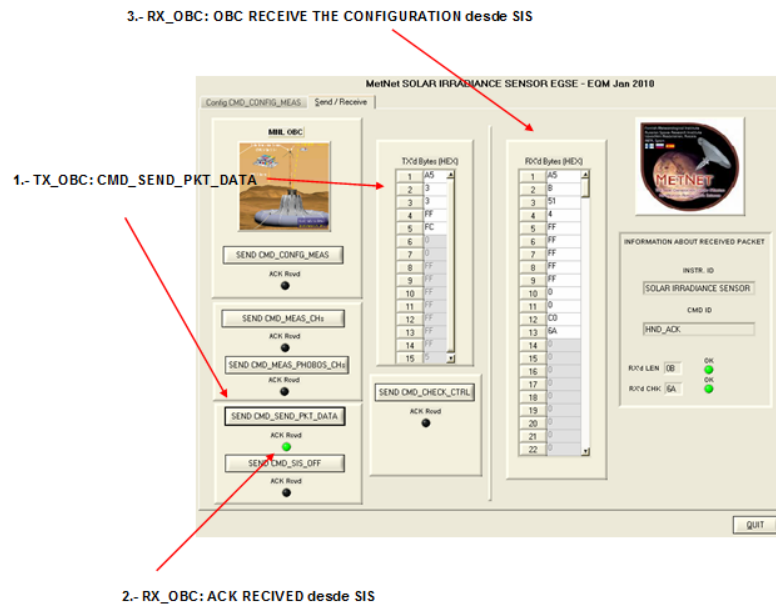 3.- RX_OBC: OBC RECEIVE THE CONFIGURATION desde SIS
MetNet SOLAR IRRADIANCE SENSOR EGSE - EQM Jan 2010
Config CMD_CONFIG_MEAS
Send / Receive
MML OBC
1.- TX_OBC: CMD_SEND_PKT_DATA
SEND CMD_CONFG_MEAS
ACK Rcvd
SEND CMD_MEAS_CHs
ACK Rcvd
SEND CMD_MEAS_PHOBOS_CHs
ACK Rcvd
SEND CMD_SEND_PKT_DATA
ACK Rcvd
SEND CMD_SIS_OFF
ACK Rcvd
TX'd Bytes (HEX)
1 A5
2 3
3 3
4 FF
5 FC
6 0
7 0
8 FF
9 FF
10 FF
11 FF
12 FF
13 FF
14 FF
15 5
SEND CMD_CHECK_CTRL
ACK Rcvd
RX'd Bytes (HEX)
1 A5
2 B
3 51
4 4
5 FF
6 FF
7 FF
8 FF
9 FF
10 0
11 0
12 C0
13 6A
14 0
15 0
16 0
17 0
18 0
19 0
20 0
21 0
22 0
METNET
INFORMATION ABOUT RECEIVED PACKET
INSTR. ID
SOLAR IRRADIANCE SENSOR
CMD ID
HND_ACK
RX'd LEN 0B OK
RX'd CHK 6A OK
QUIT
2.- RX_OBC: ACK RECIVED desde SIS